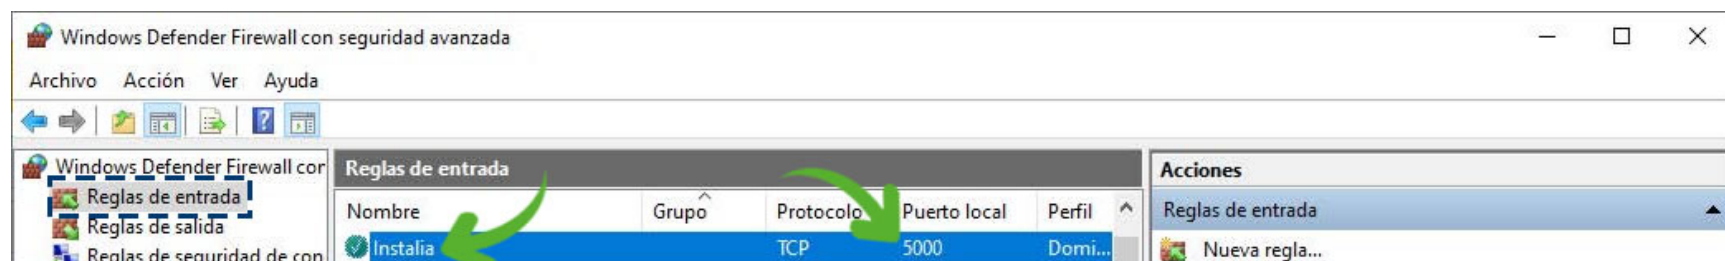 Windows Defender Firewall con seguridad avanzada
Archivo Acción Ver Ayuda
Windows Defender Firewall con
Reglas de entrada
Reglas de salida
Reglas de seguridad de con
Reglas de entrada
Nombre Grupo Protocolo Puerto local Perfil
Instalia TCP 5000 Domi...
Acciones
Reglas de entrada
Nueva regla...